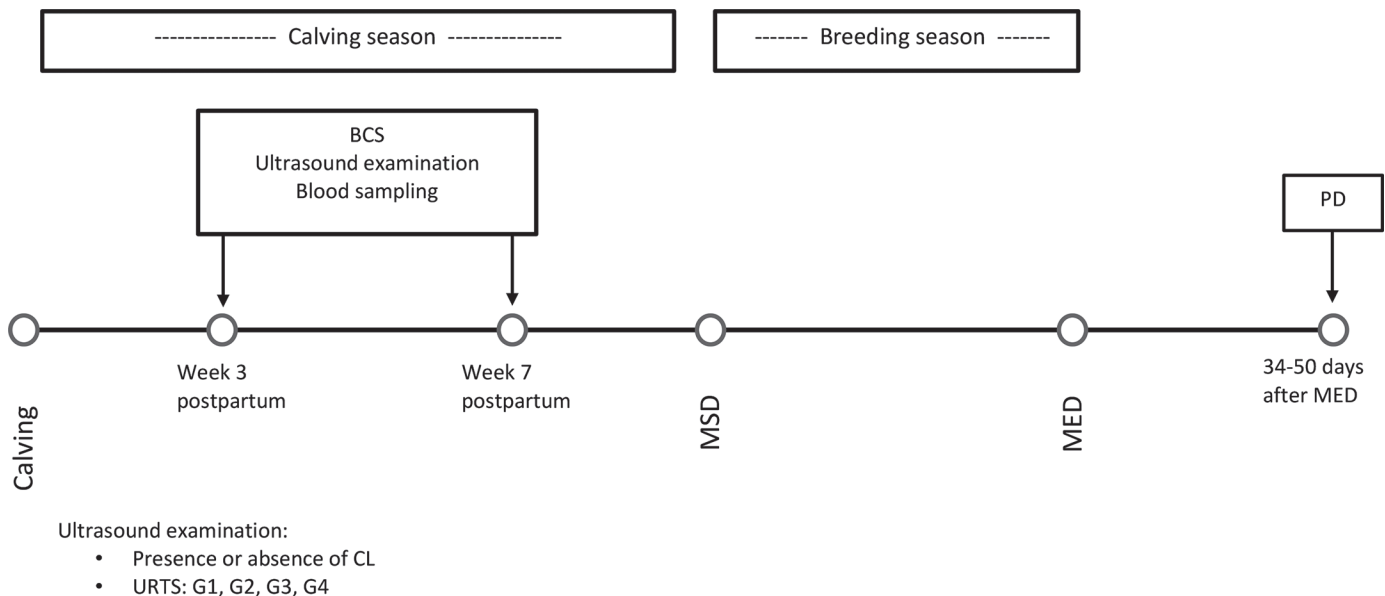 ---------------- Calving season ---------------
------- Breeding season -------
BCS
Ultrasound examination
Blood sampling
PD
Week 3
postpartum
Week 7
postpartum
34-50 days
after MED
Calving
MSD
MED
Ultrasound examination:
• Presence or absence of CL
• URTS: G1, G2, G3, G4